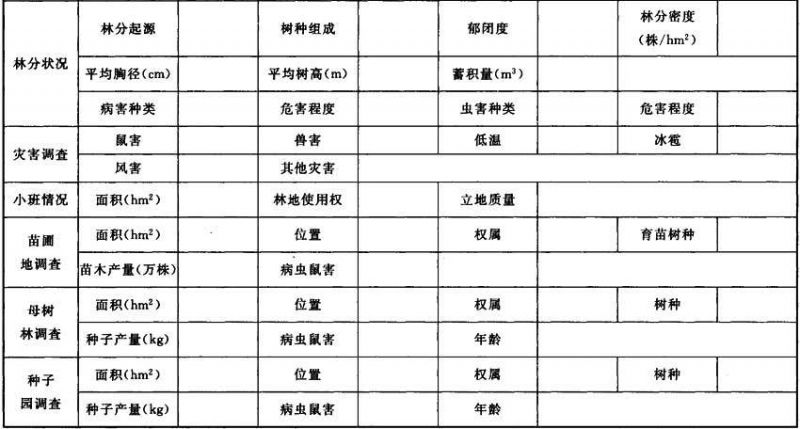 林分状况
林分起源 树种组成 郁闭度 林分密度
(株/hm²)
平均胸径(cm) 平均树高(m) 蓄积量(m³)
病害种类 危害程度 虫害种类 危害程度
灾害调查
鼠害 兽害 低温 冰雹
风害 其他灾害
小班情况 面积(hm²) 林地使用权 立地质量
苗圃
地调查
面积(hm²) 位置 权属 育苗树种
苗木产量(万株) 病虫鼠害
母树
林调查
面积(hm²) 位置 权属 树种
种子产量(kg) 病虫鼠害 年龄
种子
园调查
面积(hm²) 位置 权属 树种
种子产量(kg) 病虫鼠害 年龄